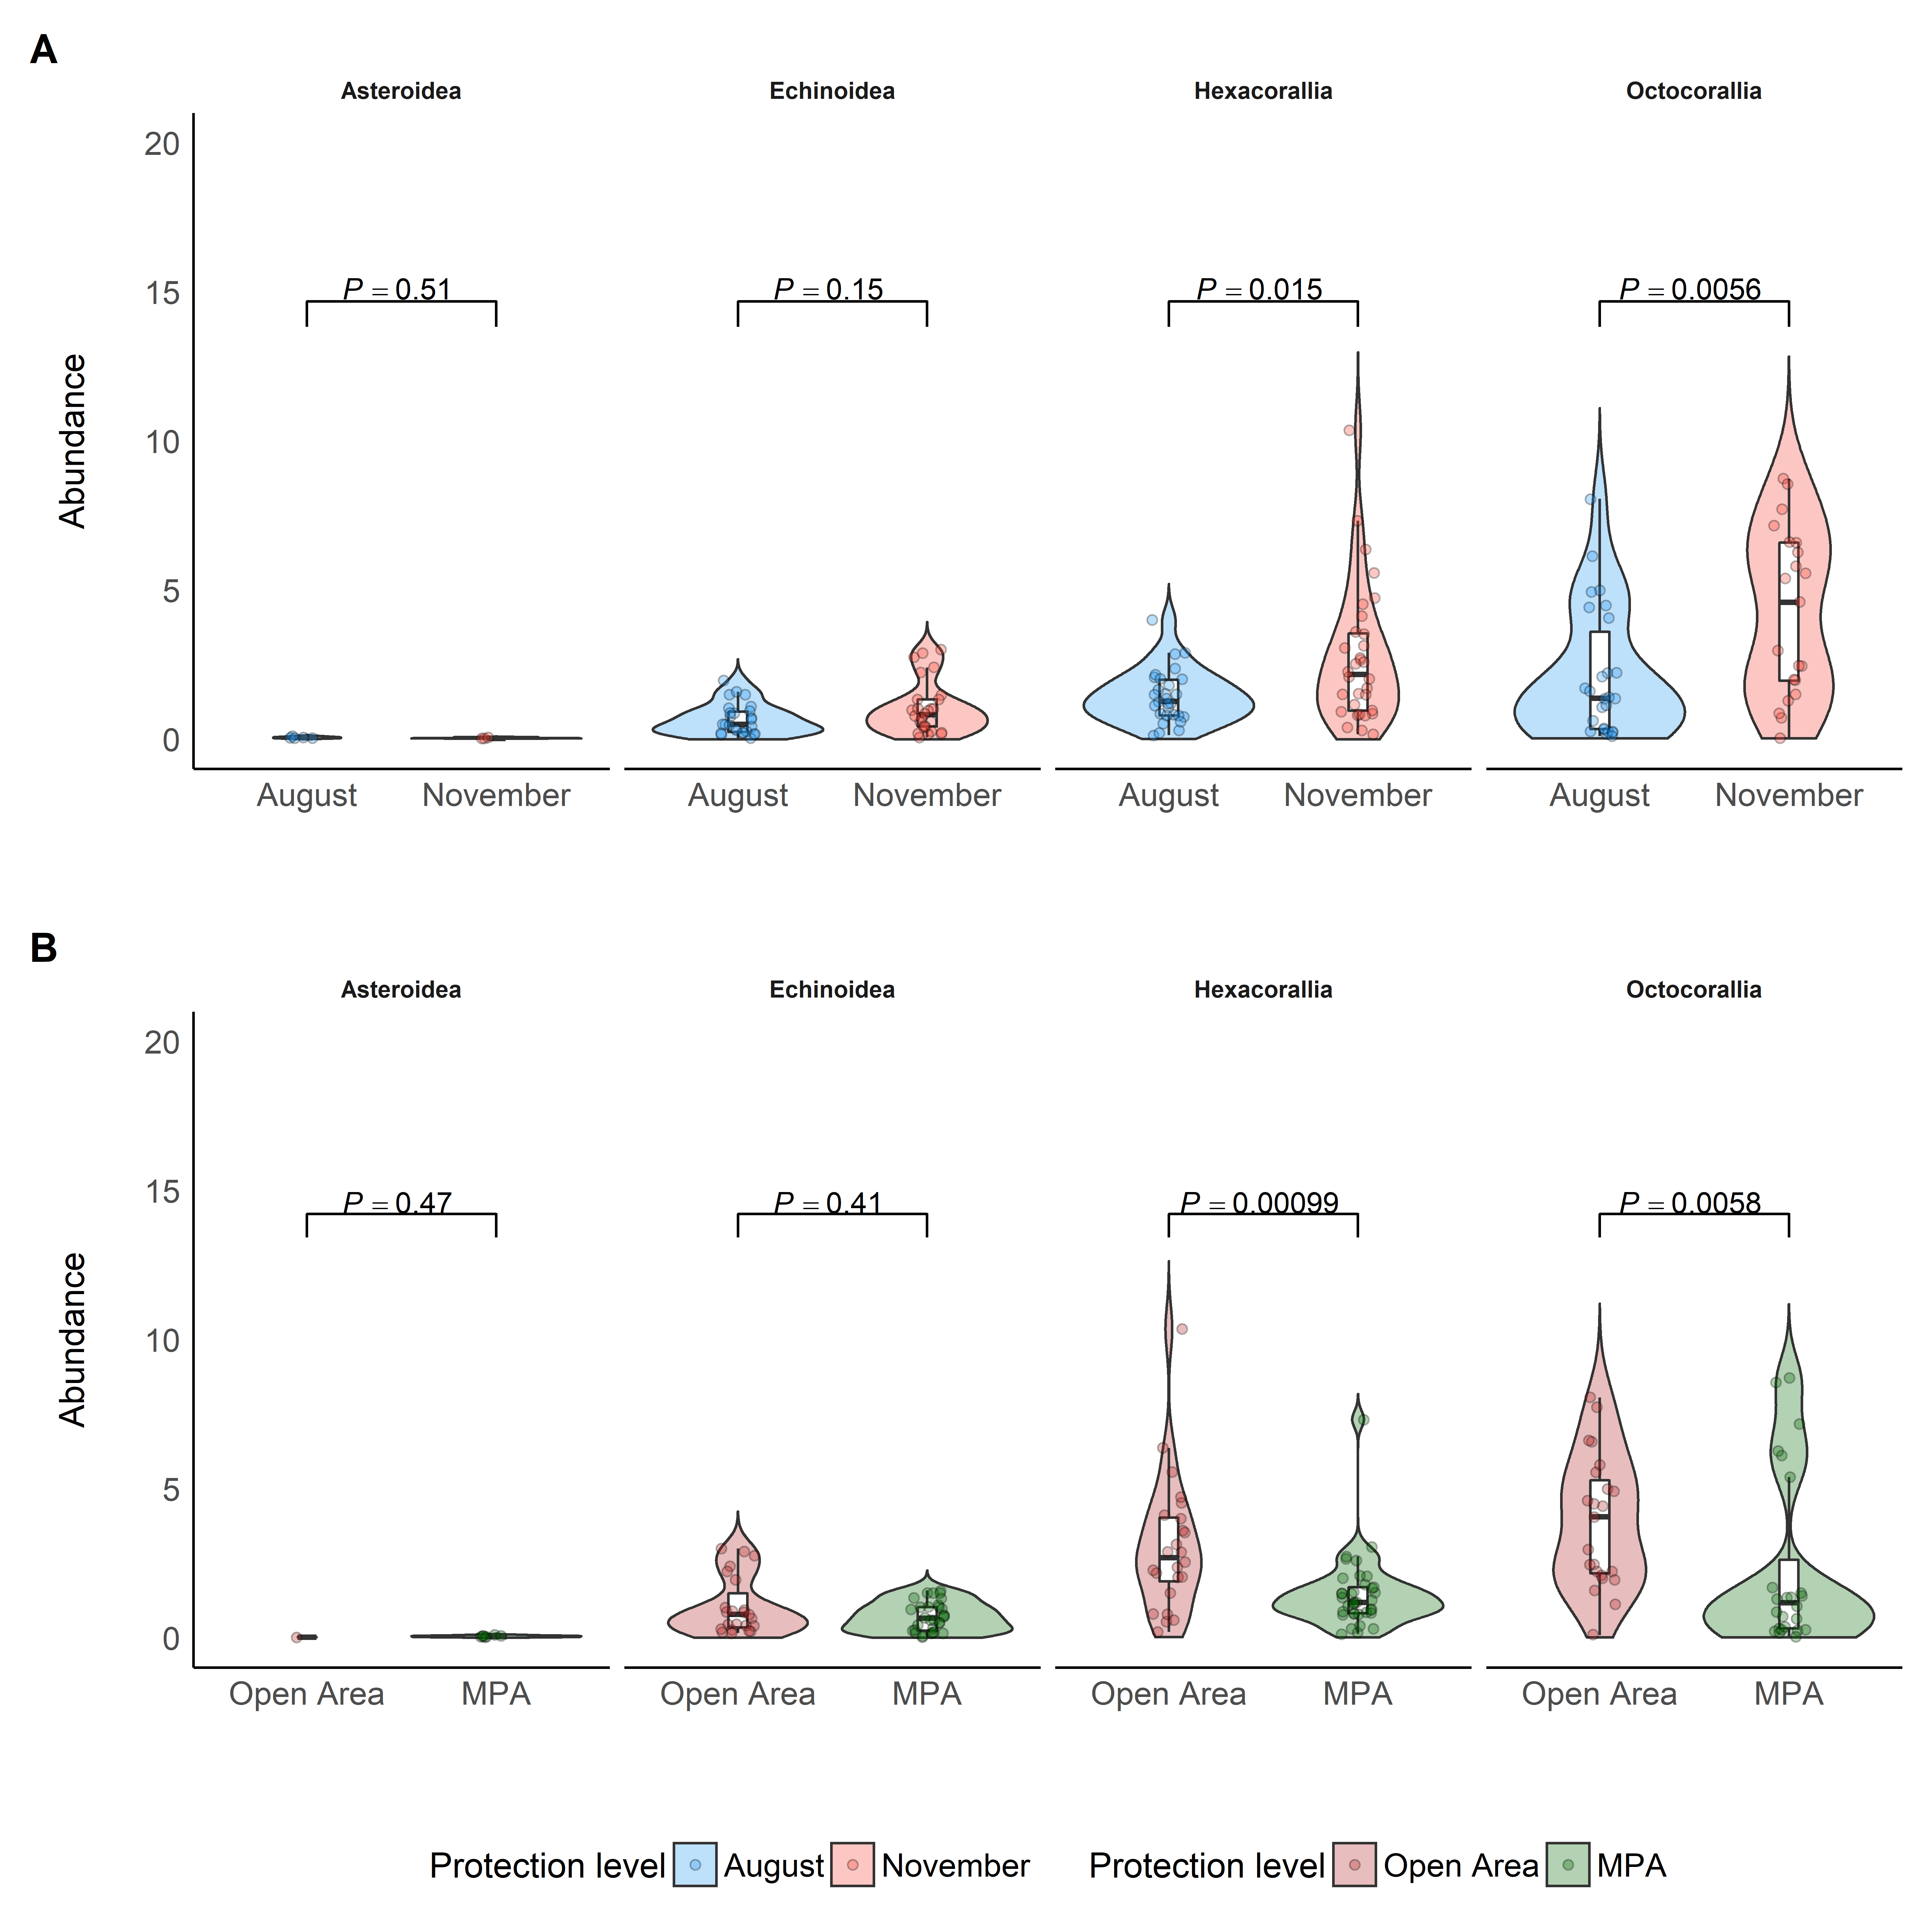 A
Asteroidea Echinoidea Hexacorallia Octocorallia
20
15
10
5
0
Abundance
P = 0.51 P = 0.15 P = 0.015 P = 0.0056
August November August November August November August November
B
Asteroidea Echinoidea Hexacorallia Octocorallia
20
15
10
5
0
Abundance
P = 0.47 P = 0.41 P = 0.00099 P = 0.0058
Open Area MPA Open Area MPA Open Area MPA Open Area MPA
Protection level August November Protection level Open Area MPA